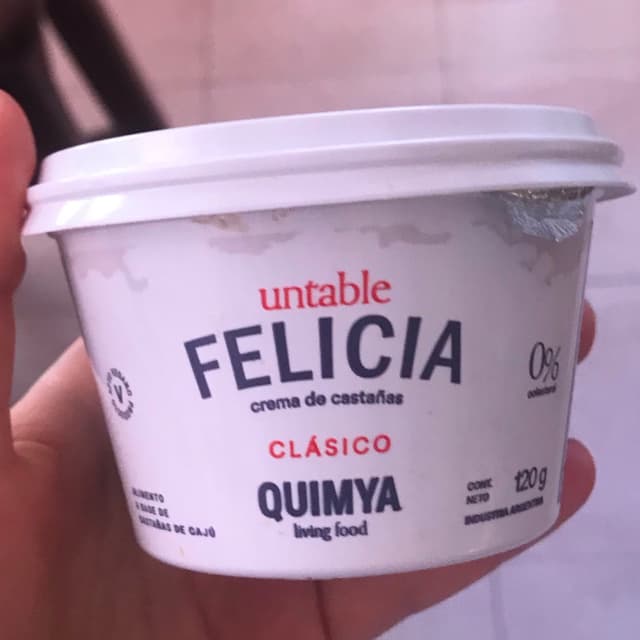 untable
FELICIA
crema de castañas
CLÁSICO
QUIMYA
living food
0%
colesterol
V
ALIMENTO
A BASE DE
CASTAÑAS DE CAJÚ
CONT.
NETO
120 g
INDUSTRIA ARGENTINA